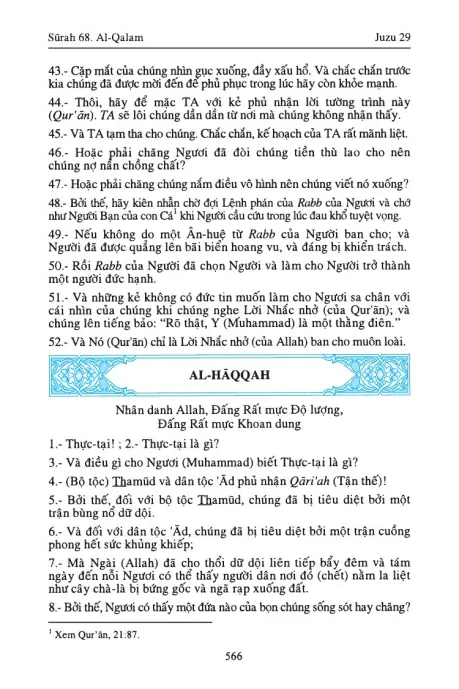 Sūrah 68. Al-Qalam Juzu 29
43.- Cặp mắt của chúng nhìn gục xuống, đầy xấu hổ. Và chắc chắn trước
kia chúng đã được mời đến để phủ phục trong lúc hãy còn khỏe mạnh.
44.- Thôi, hãy để mặc TA với kẻ phủ nhận lời tường trình này
(Qur'ān). TA sẽ lôi chúng dần dần từ nơi mà chúng không nhận thấy.
45.- Và TA tạm tha cho chúng. Chắc chắn, kế hoạch của TA rất mãnh liệt.
46.- Hoặc phải chăng Ngươi đã đòi chúng tiền thù lao cho nên
chúng nợ nần chồng chất?
47.- Hoặc phải chăng chúng nắm điều vô hình nên chúng viết nó xuống?
48.- Bởi thế, hãy kiên nhẫn chờ đợi Lệnh phán của Rabb của Ngươi và chớ
như Người Bạn của con Cá¹ khi Người cầu cứu trong lúc đau khổ tuyệt vọng.
49.- Nếu không do một Ân-huệ từ Rabb của Người ban cho; và
Người đã được quẳng lên bãi biển hoang vu, và đáng bị khiển trách.
50.- Rồi Rabb của Người đã chọn Người và làm cho Người trở thành
một người đức hạnh.
51.- Và những kẻ không có đức tin muốn làm cho Ngươi sa chân với
cái nhìn của chúng khi chúng nghe Lời Nhắc nhở (của Qur'ān); và
chúng lên tiếng bảo: “Rõ thật, Y (Muhammad) là một thằng điên.”
52.- Và Nó (Qur'ān) chỉ là Lời Nhắc nhở (của Allah) ban cho muôn loài.
AL-HĀQQAH
Nhân danh Allah, Đấng Rất mực Độ lượng,
Đấng Rất mực Khoan dung
1.- Thực-tại! ; 2.- Thực-tại là gì?
3.- Và điều gì cho Ngươi (Muhammad) biết Thực-tại là gì?
4.- (Bộ tộc) Thamūd và dân tộc 'Ād phủ nhận Qāri'ah (Tận thế)!
5.- Bởi thế, đối với bộ tộc Thamūd, chúng đã bị tiêu diệt bởi một
trận bùng nổ dữ dội.
6.- Và đối với dân tộc 'Ād, chúng đã bị tiêu diệt bởi một trận cuồng
phong hết sức khủng khiếp;
7.- Mà Ngài (Allah) đã cho thổi dữ dội liên tiếp bẩy đêm và tám
ngày đến nỗi Ngươi có thể thấy người dân nơi đó (chết) nằm la liệt
như cây chà-là bị bứng gốc và ngã rạp xuống đất.
8.- Bởi thế, Ngươi có thấy một đứa nào của bọn chúng sống sót hay chăng?
¹ Xem Qur'ān, 21:87.
566